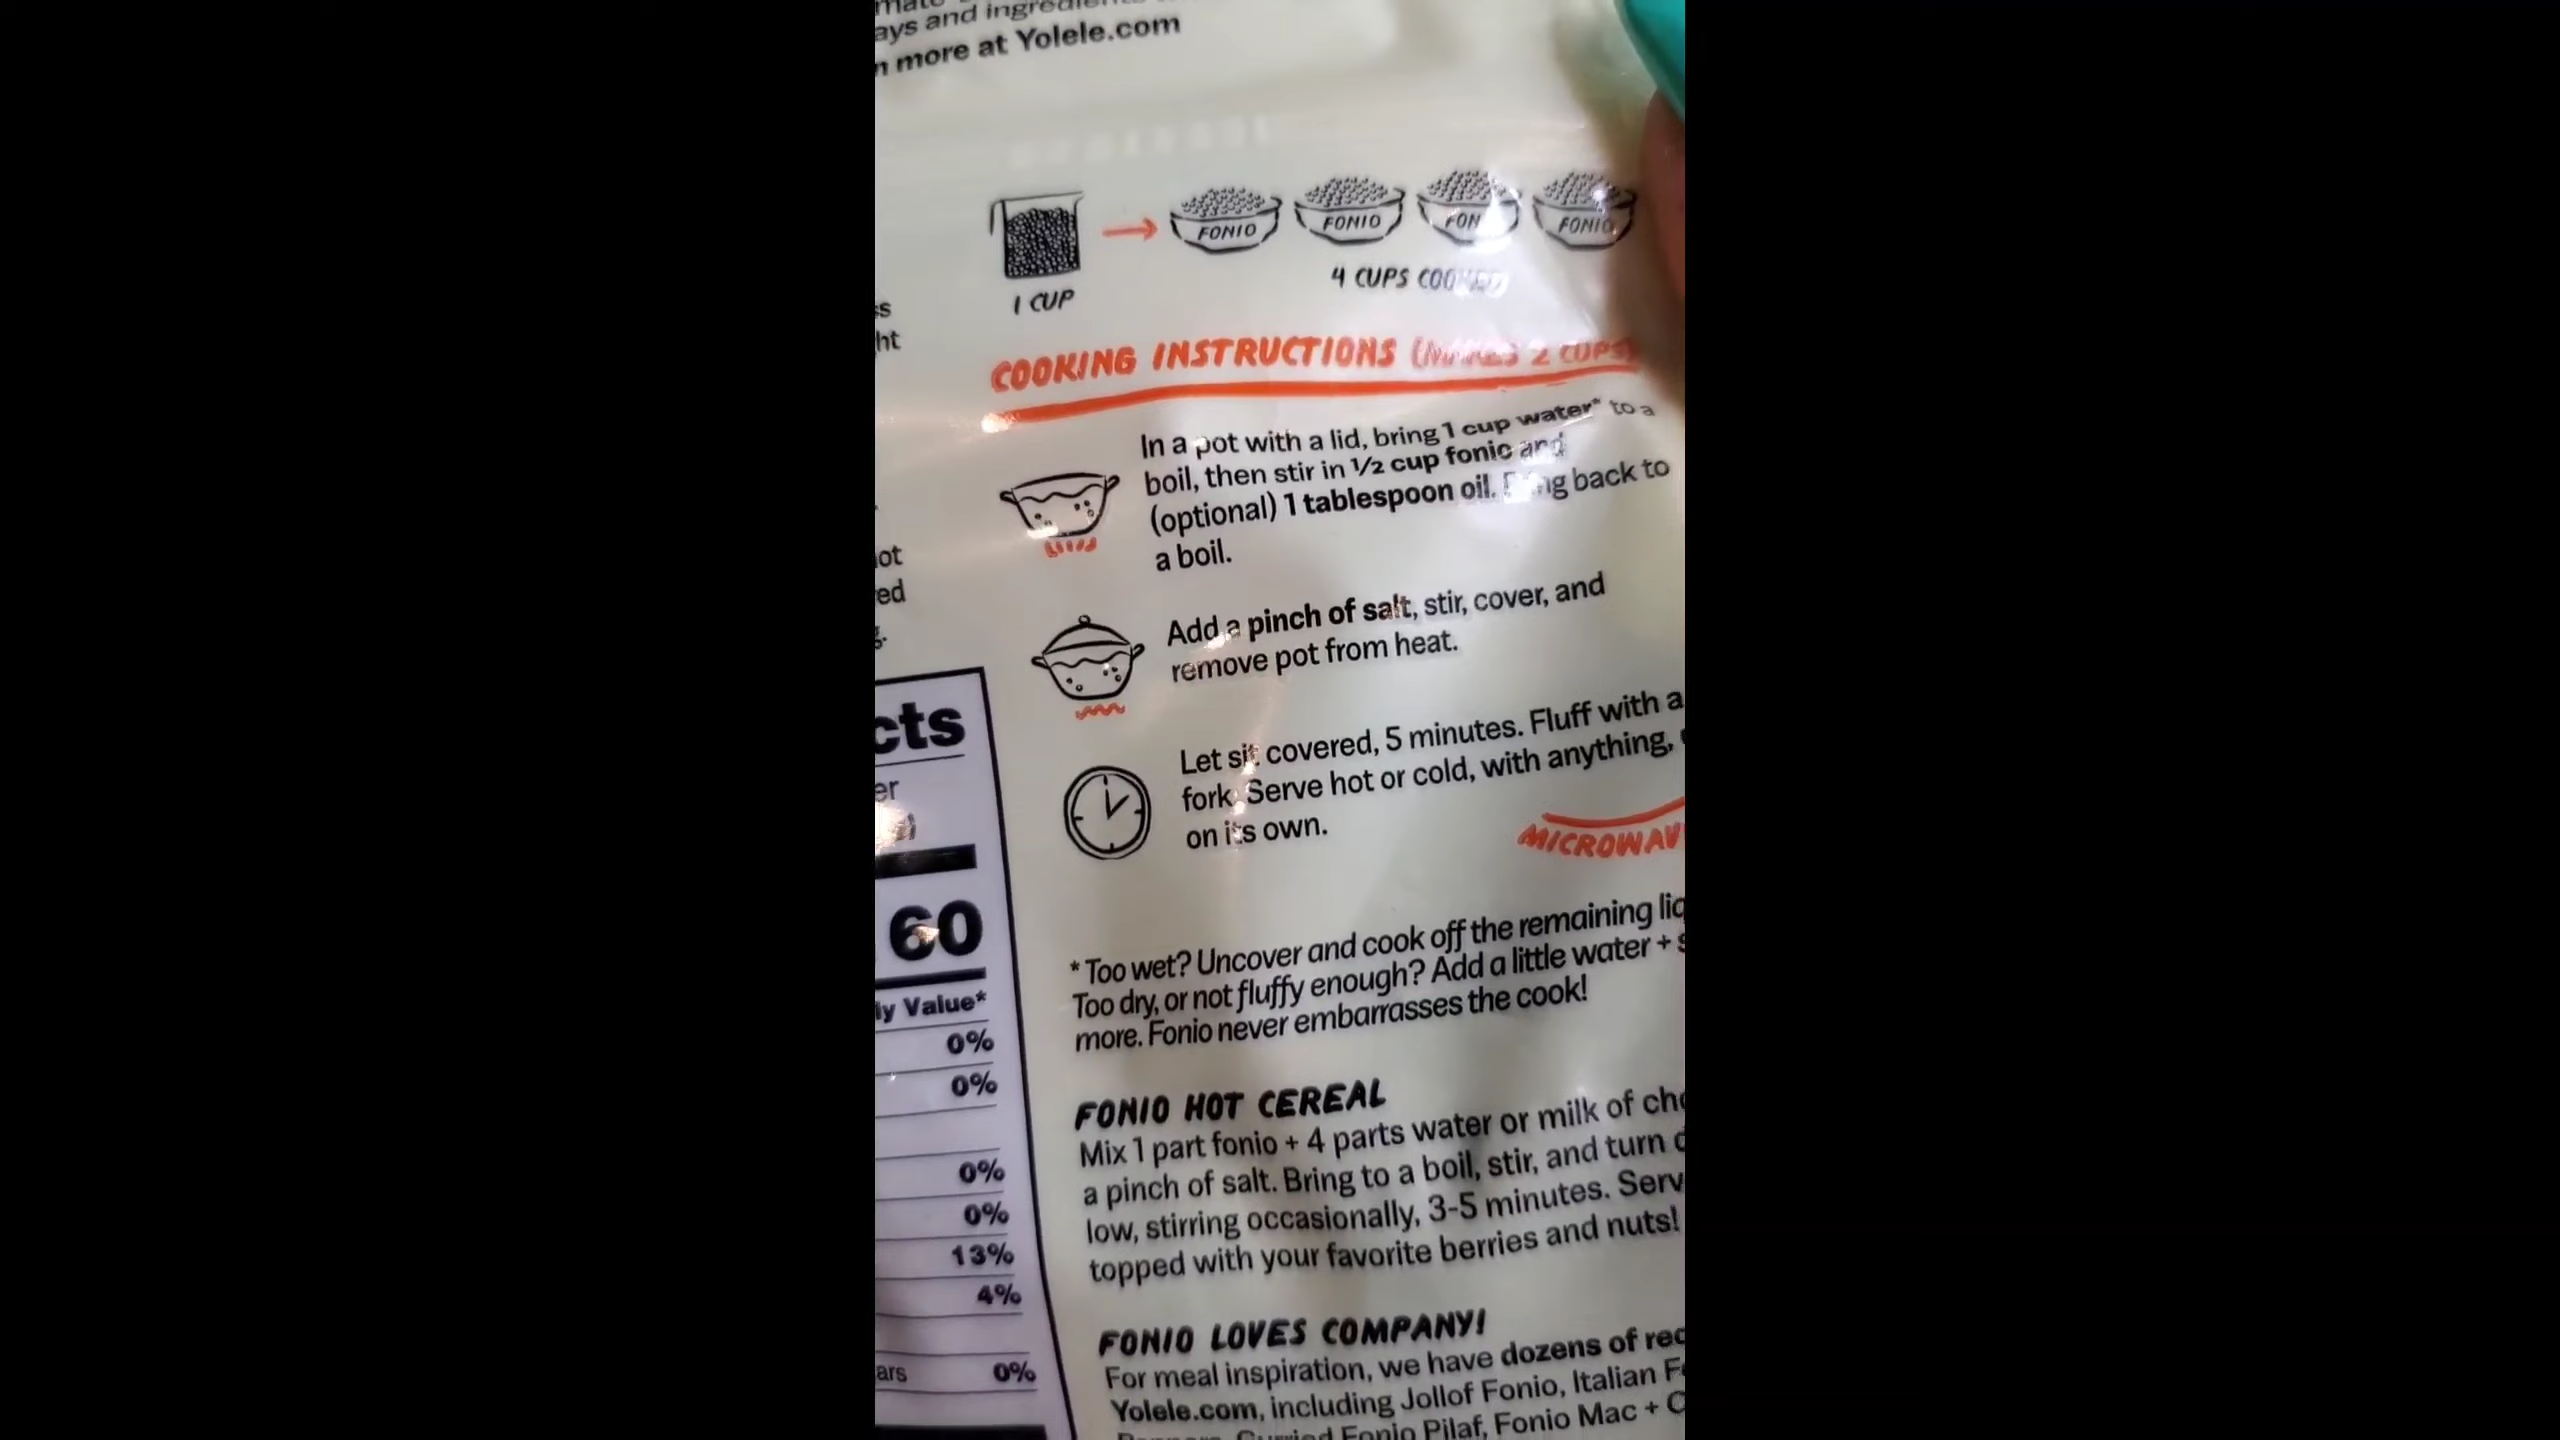 ays and ingredients
more at Yolele.com
FONIO FONIO FON FONIO
4 CUPS COOKED
1 CUP
COOKING INSTRUCTIONS (MAKES 2 CUPS)
In a pot with a lid, bring 1 cup water* to a
boil, then stir in ½ cup fonio and
(optional) 1 tablespoon oil. Bring back to
a boil.
Add a pinch of salt, stir, cover, and
remove pot from heat.
Let sit covered, 5 minutes. Fluff with a
fork. Serve hot or cold, with anything,
on its own.
MICROWAV
* Too wet? Uncover and cook off the remaining liq
Too dry, or not fluffy enough? Add a little water + s
more. Fonio never embarrasses the cook!
FONIO HOT CEREAL
Mix 1 part fonio + 4 parts water or milk of cho
a pinch of salt. Bring to a boil, stir, and turn
low, stirring occasionally, 3-5 minutes. Serv
topped with your favorite berries and nuts!
FONIO LOVES COMPANY!
For meal inspiration, we have dozens of rec
Yolele.com, including Jollof Fonio, Italian F
Curried Fonio Pilaf, Fonio Mac + C
ss
ht
ot
ed
g.
cts
er
60
ly Value*
0%
0%
0%
0%
13%
4%
ars 0%